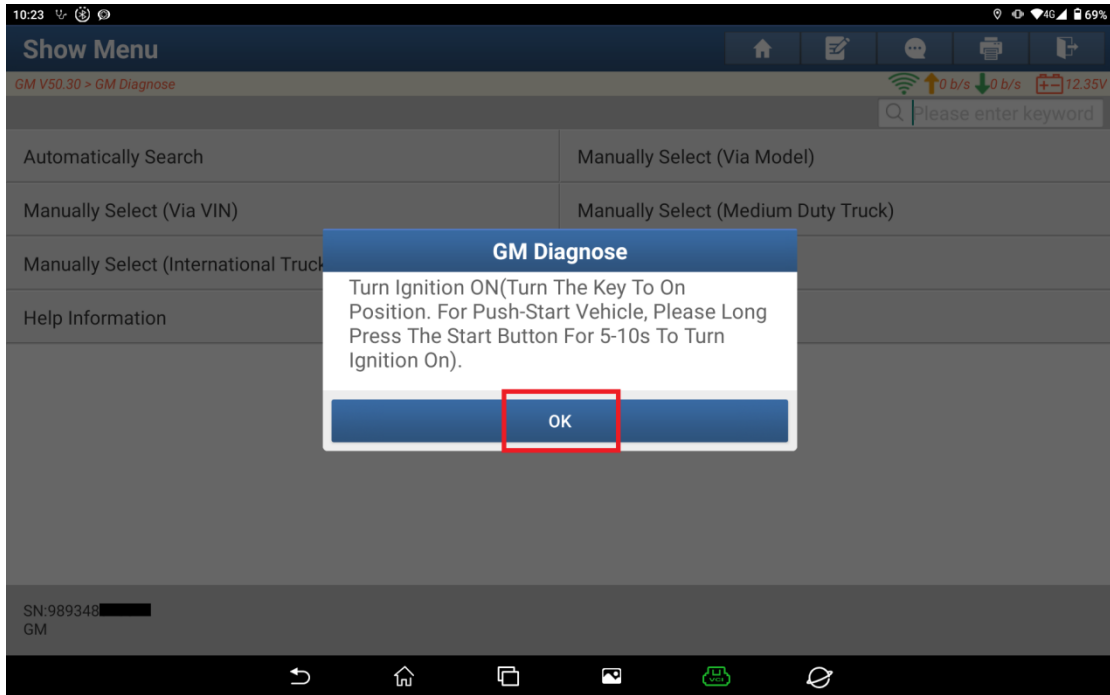 10:23
4G 69%
Show Menu
GM V50.30 > GM Diagnose
0 b/s 0 b/s 12.35V
Please enter keyword
Automatically Search
Manually Select (Via Model)
Manually Select (Via VIN)
Manually Select (Medium Duty Truck)
Manually Select (International Truck
Help Information
GM Diagnose
Turn Ignition ON(Turn The Key To On
Position. For Push-Start Vehicle, Please Long
Press The Start Button For 5-10s To Turn
Ignition On).
OK
SN:989348
GM
VCI